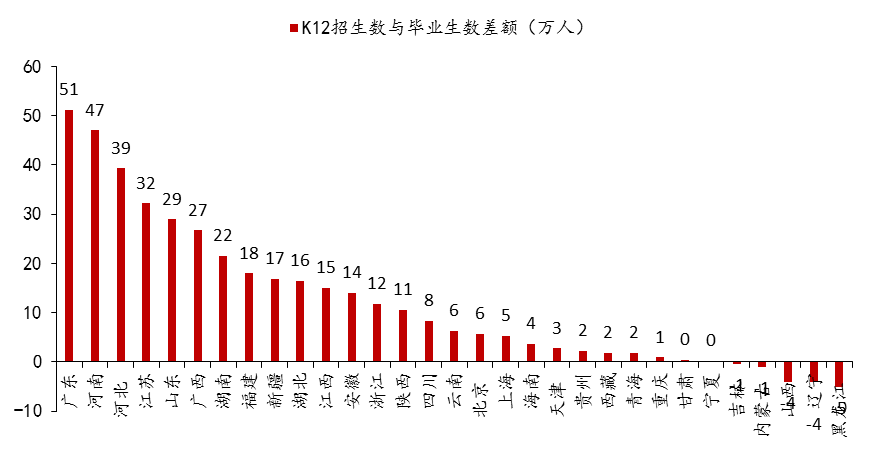 K12招生数与毕业生数差额（万人）
60
50
40
30
20
10
0
-10
51
47
39
32
29
27
22
18
17
16
15
14
12
11
8
6
6
5
4
3
2
2
2
1
0
0
-1
-1
-4
-4
-5
广东
河南
河北
江苏
山东
广西
湖南
福建
新疆
湖北
江西
安徽
浙江
陕西
四川
云南
北京
上海
海南
天津
贵州
西藏
青海
重庆
甘肃
宁夏
吉林
内蒙古
山西
辽宁
黑龙江